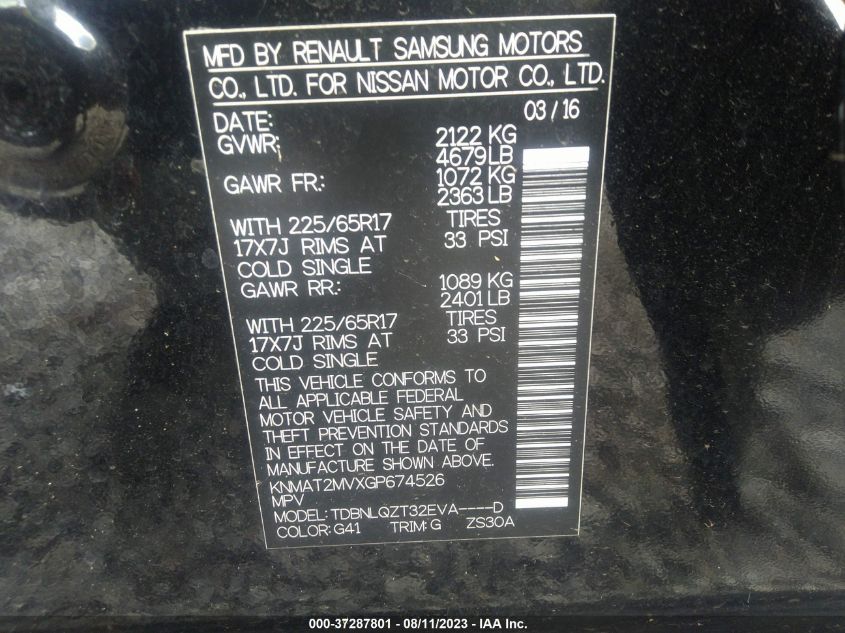 MFD BY RENAULT SAMSUNG MOTORS
CO., LTD. FOR NISSAN MOTOR CO., LTD.
DATE: 03/16
GVWR: 2122 KG
4679 LB
GAWR FR.: 1072 KG
2363 LB
WITH 225/65R17 TIRES
17X7J RIMS AT 33 PSI
COLD SINGLE
GAWR RR.: 1089 KG
2401 LB
WITH 225/65R17 TIRES
17X7J RIMS AT 33 PSI
COLD SINGLE
THIS VEHICLE CONFORMS TO
ALL APPLICABLE FEDERAL
MOTOR VEHICLE SAFETY AND
THEFT PREVENTION STANDARDS
IN EFFECT ON THE DATE OF
MANUFACTURE SHOWN ABOVE.
KNMAT2MVXGP674526
MPV
MODEL: TDBNLQZT32EVA----D
COLOR: G41 TRIM: G ZS30A
000-37287801 - 08/11/2023 - IAA Inc.